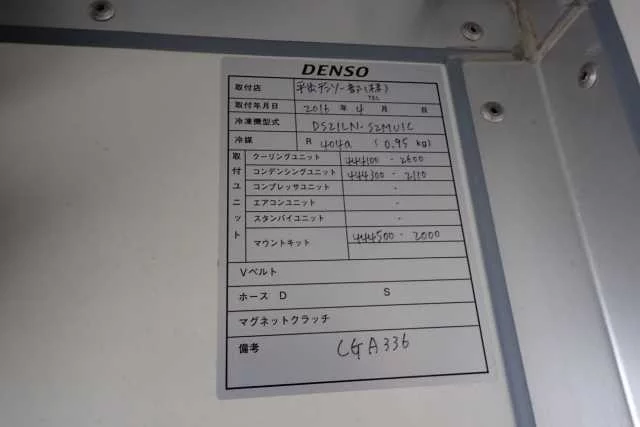 DENSO
取付店
TEL
取付年月日 2016 年 4 月 日
冷凍機型式 DS21LN-S2MU1C
冷媒 R 404a (0.95 kg)
取付ユニット
クーリングユニット 444100-2600
コンデンシングユニット 444300-2110
コンプレッサユニット -
エアコンユニット -
スタンバイユニット -
マウントキット 444500-2000
Vベルト
ホース D S
マグネットクラッチ
備考 CGA336